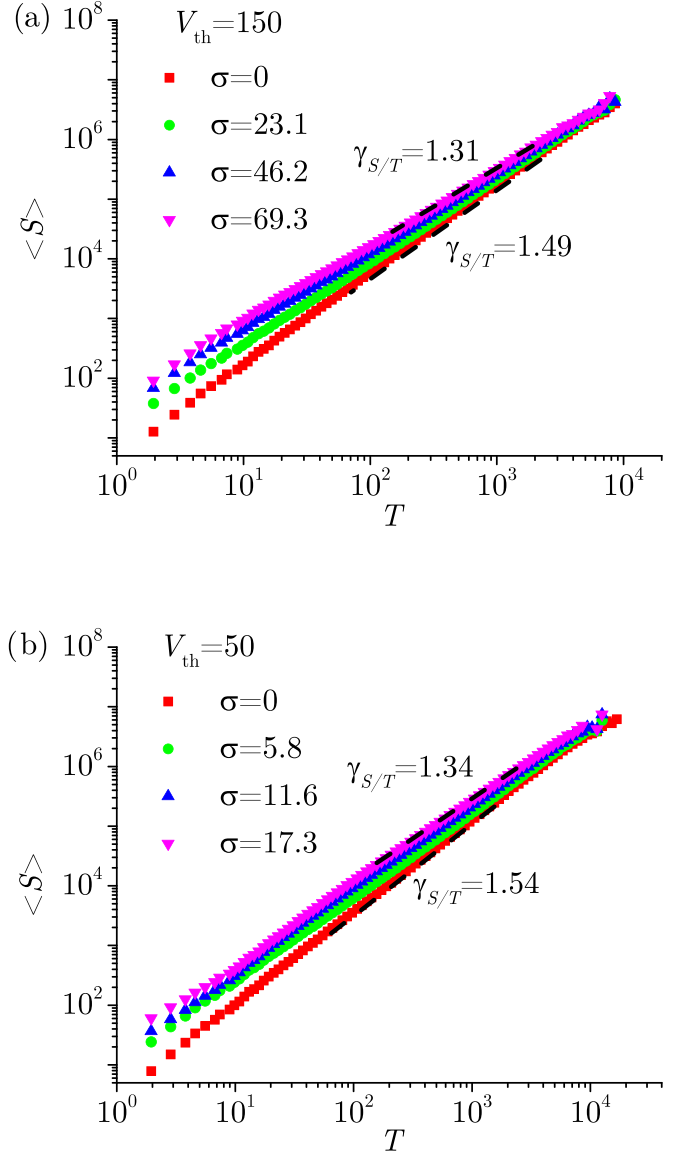 (a)
V_th=150
σ=0
σ=23.1
σ=46.2
σ=69.3
γ_S/T=1.31
γ_S/T=1.49
<S>
10^8
10^6
10^4
10^2
10^0 10^1 10^2 10^3 10^4
T
(b)
V_th=50
σ=0
σ=5.8
σ=11.6
σ=17.3
γ_S/T=1.34
γ_S/T=1.54
<S>
10^8
10^6
10^4
10^2
10^0 10^1 10^2 10^3 10^4
T